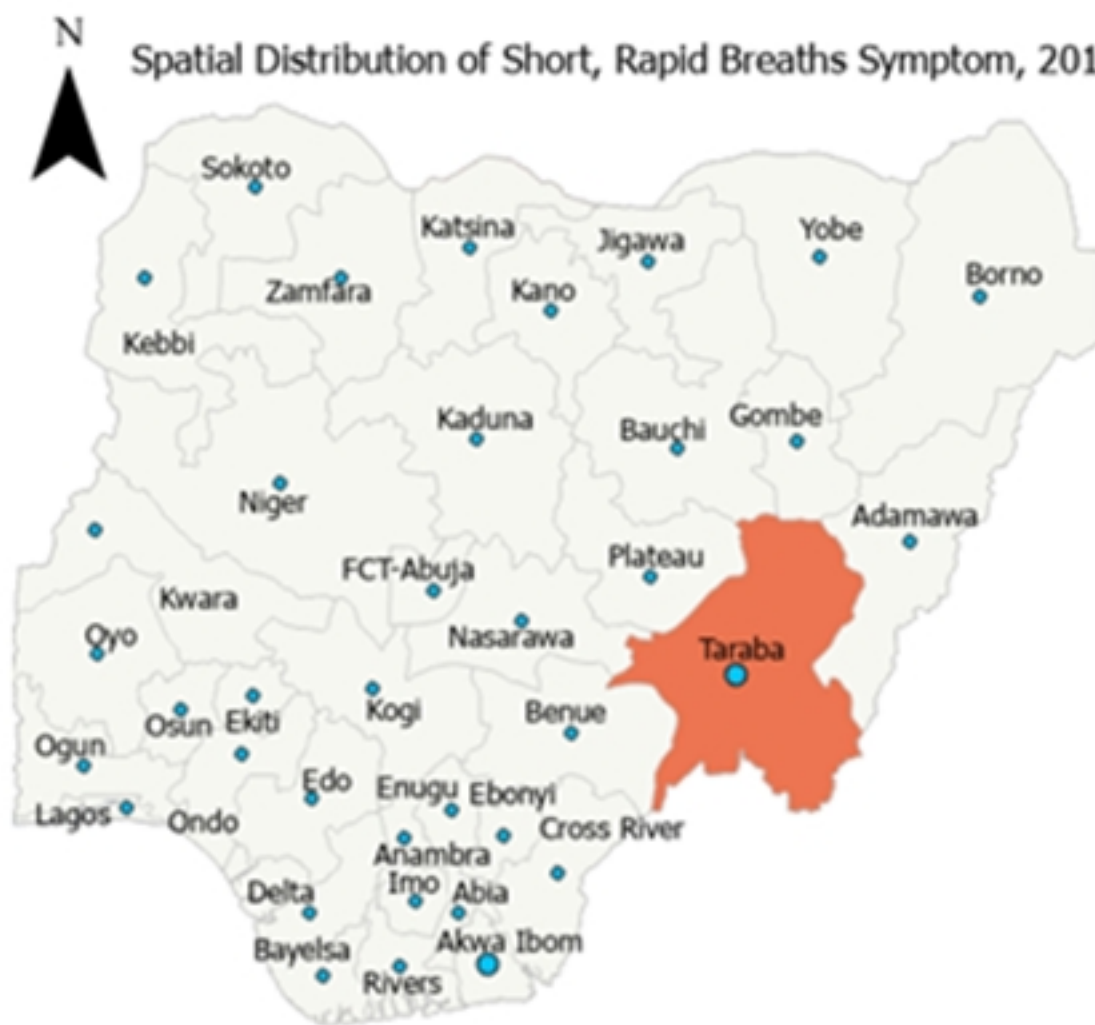 N
Spatial Distribution of Short, Rapid Breaths Symptom, 201
Sokoto
Katsina
Jigawa
Yobe
Borno
Zamfara
Kano
Kebbi
Kaduna
Bauchi
Gombe
Niger
Adamawa
FCT-Abuja
Plateau
Kwara
Nasarawa
Oyo
Taraba
Osun
Ekiti
Kogi
Benue
Ogun
Edo
Enugu
Ebonyi
Lagos
Ondo
Cross River
Anambra
Imo
Abia
Delta
Akwa Ibom
Bayelsa
Rivers